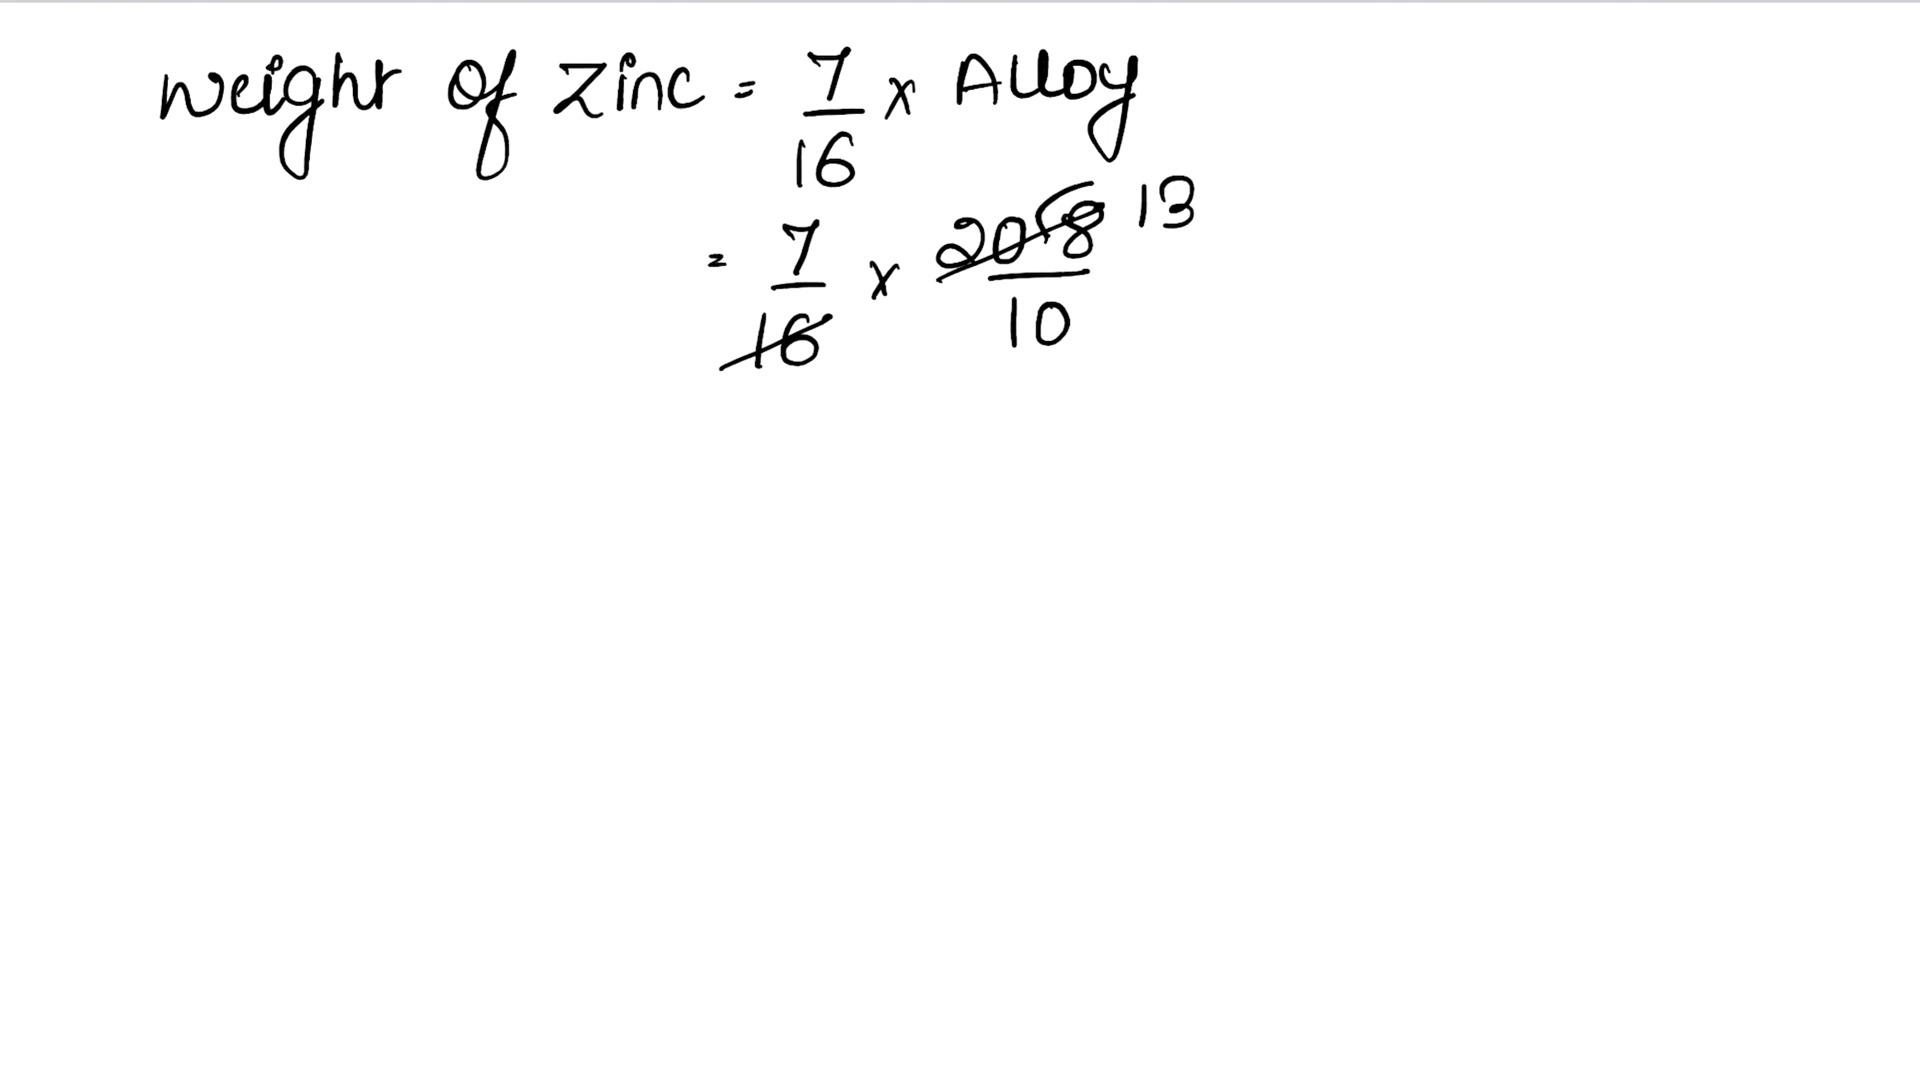 weight of zinc = 7/16 x Alloy
= 7/16 x 208/10 13